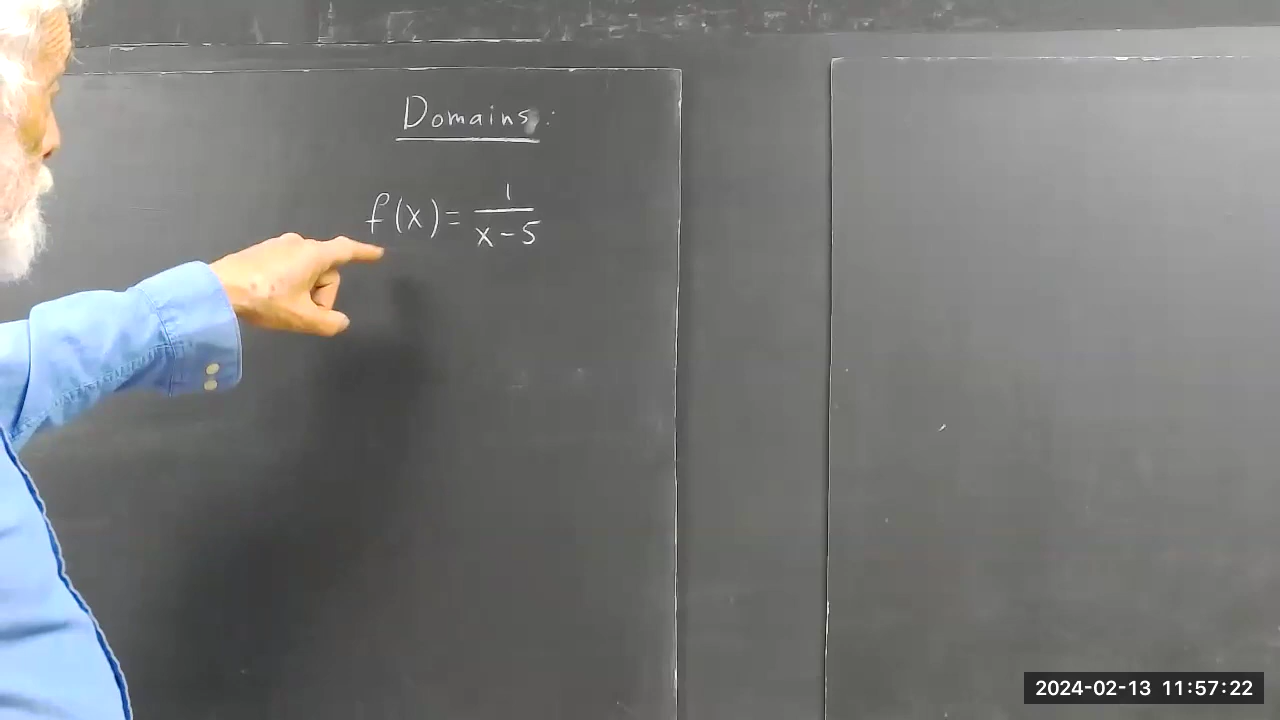 Domains:
f(x) = 1/(x-5)
2024-02-13 11:57:22